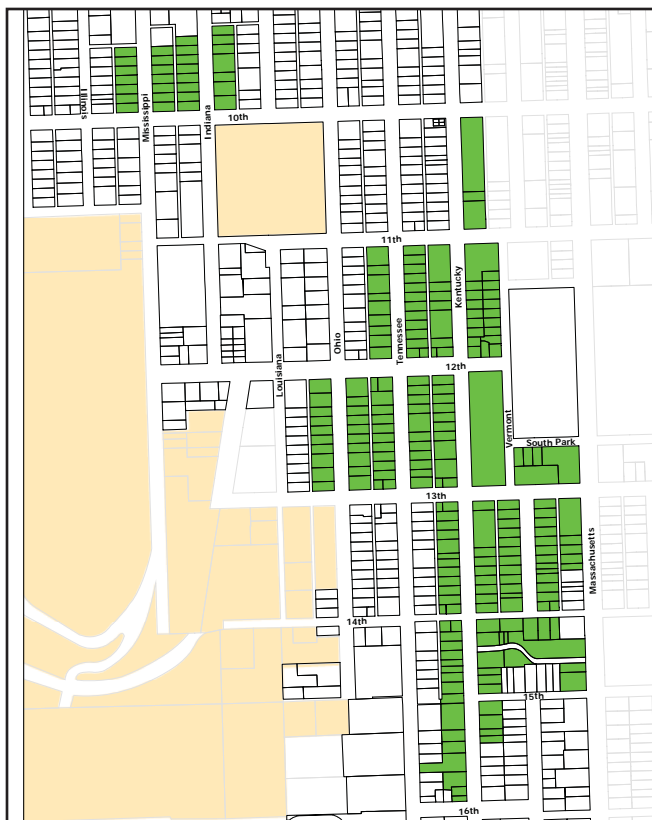 Illinois
Mississippi
Indiana
10th
11th
Kentucky
Ohio
Tennessee
Louisiana
12th
Vermont
South Park
13th
Massachusetts
14th
15th
16th